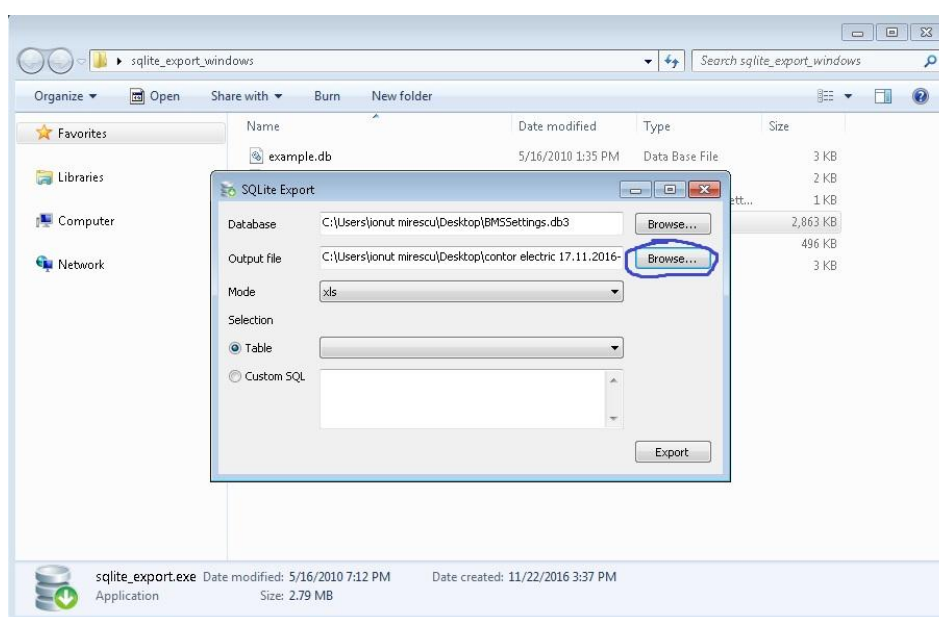 sqlite_export_windows
Search sqlite_export_windows
Organize Open Share with Burn New folder
Favorites
Libraries
Computer
Network
Name Date modified Type Size
example.db 5/16/2010 1:35 PM Data Base File 3 KB
2 KB
ett... 1 KB
2,863 KB
496 KB
3 KB
SQLite Export
Database C:\Users\ionut mirescu\Desktop\BMSSettings.db3 Browse...
Output file C:\Users\ionut mirescu\Desktop\contor electric 17.11.2016- Browse...
Mode xls
Selection
Table
Custom SQL
Export
sqlite_export.exe Date modified: 5/16/2010 7:12 PM Date created: 11/22/2016 3:37 PM
Application Size: 2.79 MB